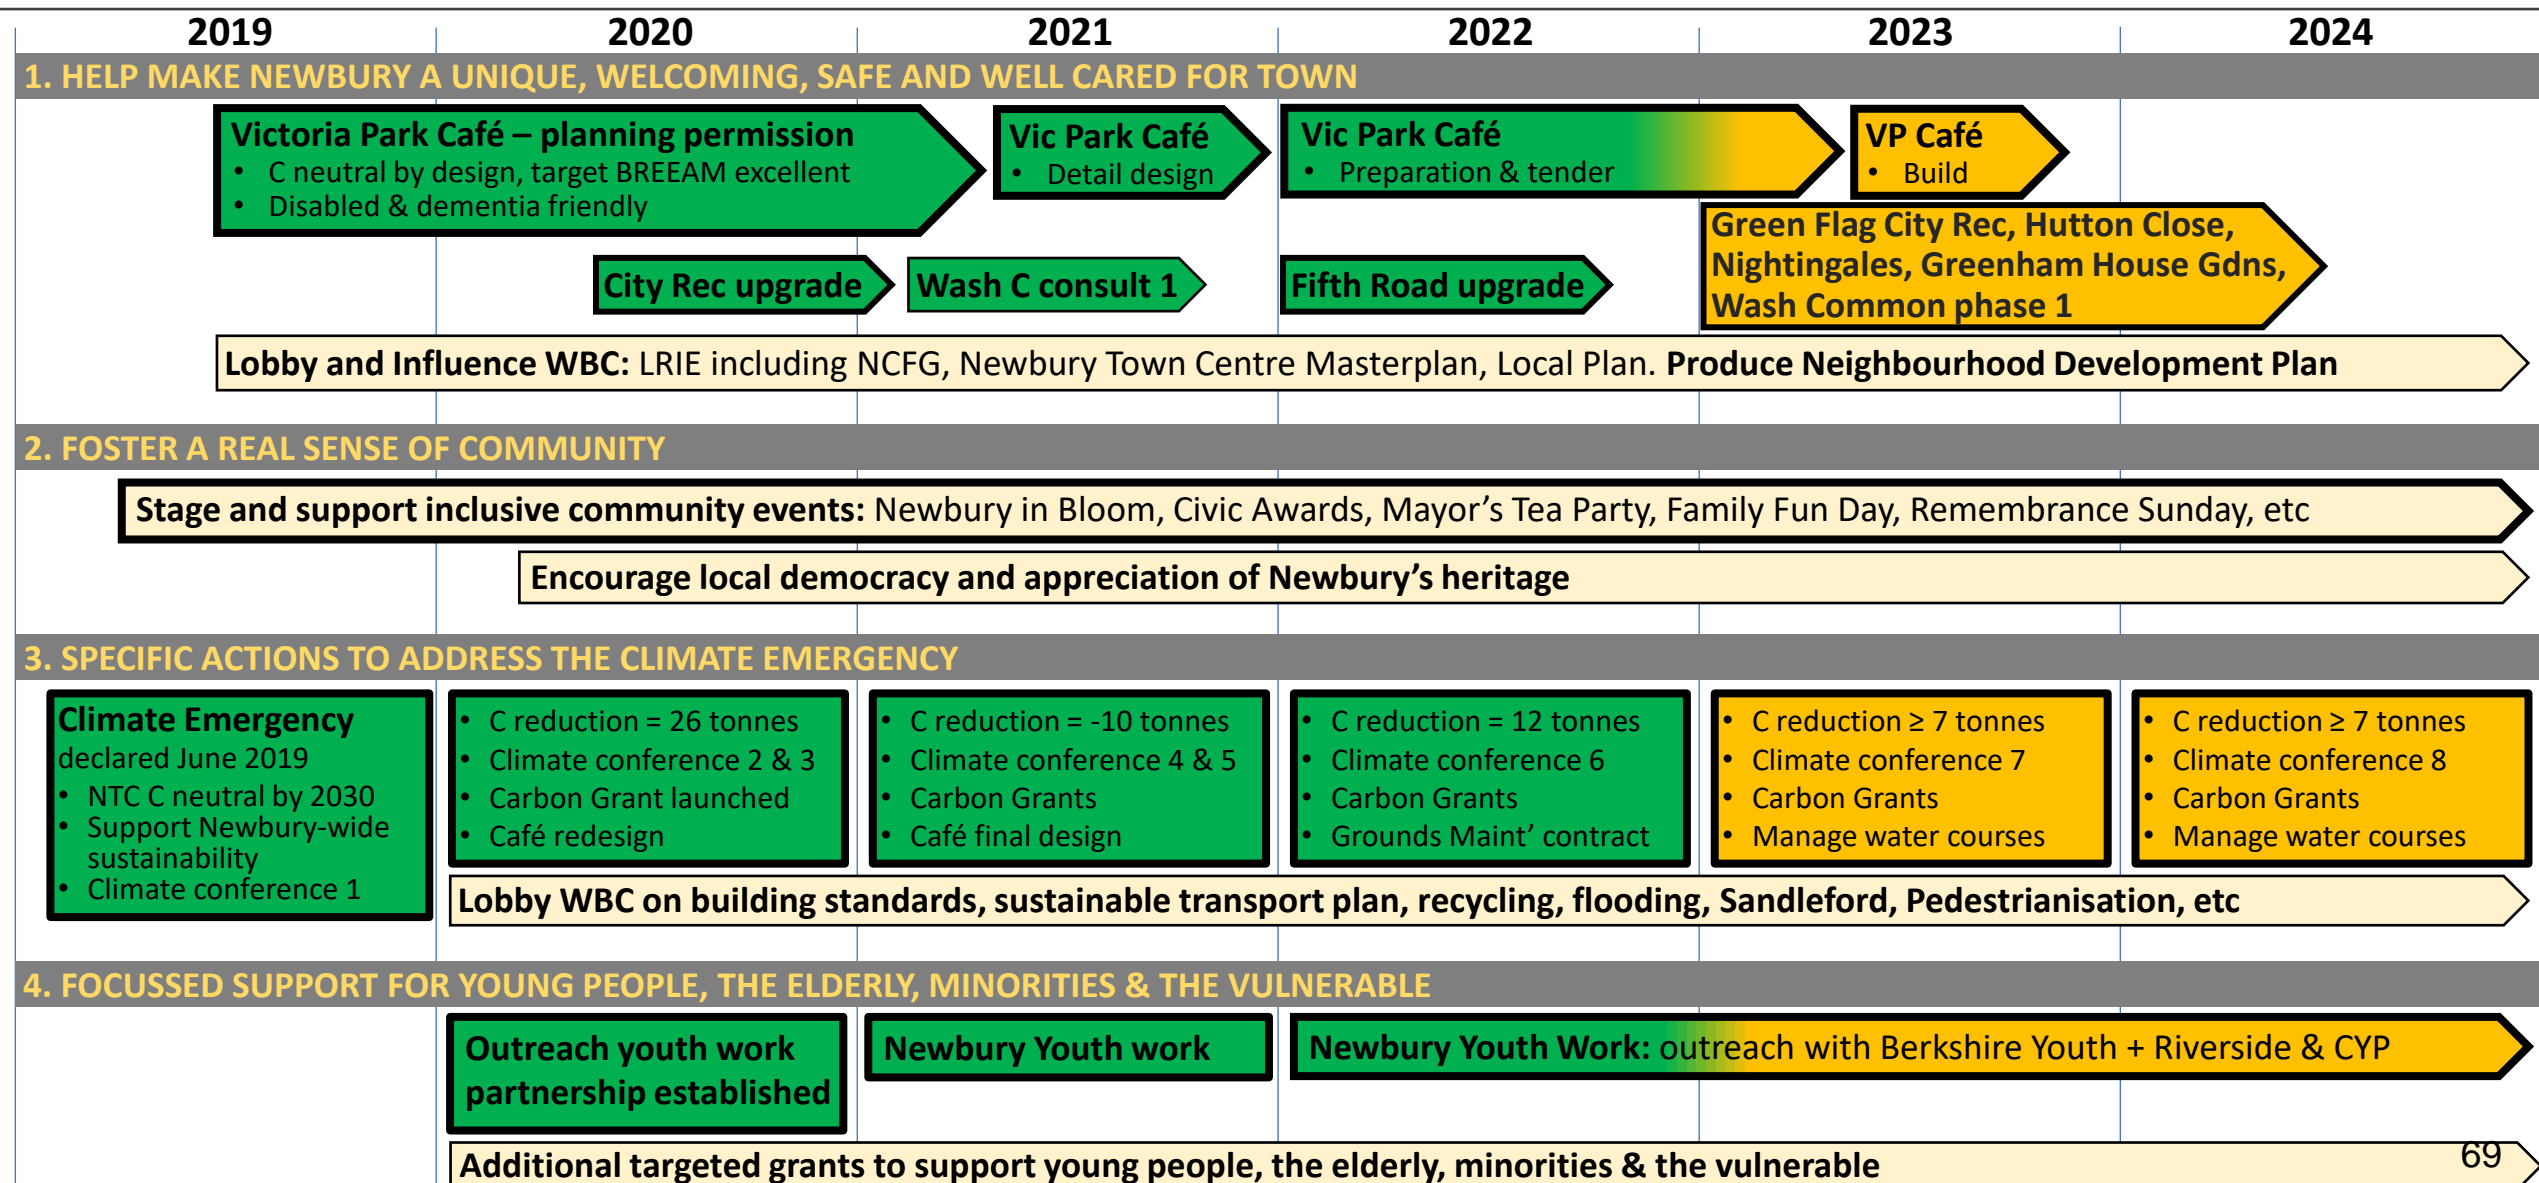 2019 2020 2021 2022 2023 2024
1. HELP MAKE NEWBURY A UNIQUE, WELCOMING, SAFE AND WELL CARED FOR TOWN
Victoria Park Café – planning permission
• C neutral by design, target BREEAM excellent
• Disabled & dementia friendly
Vic Park Café
• Detail design
Vic Park Café
• Preparation & tender
VP Café
• Build
City Rec upgrade
Wash C consult 1
Fifth Road upgrade
Green Flag City Rec, Hutton Close,
Nightingales, Greenham House Gdns,
Wash Common phase 1
Lobby and Influence WBC: LRIE including NCFG, Newbury Town Centre Masterplan, Local Plan. Produce Neighbourhood Development Plan
2. FOSTER A REAL SENSE OF COMMUNITY
Stage and support inclusive community events: Newbury in Bloom, Civic Awards, Mayor’s Tea Party, Family Fun Day, Remembrance Sunday, etc
Encourage local democracy and appreciation of Newbury’s heritage
3. SPECIFIC ACTIONS TO ADDRESS THE CLIMATE EMERGENCY
Climate Emergency
declared June 2019
• NTC C neutral by 2030
• Support Newbury-wide
sustainability
• Climate conference 1
• C reduction = 26 tonnes
• Climate conference 2 & 3
• Carbon Grant launched
• Café redesign
• C reduction = -10 tonnes
• Climate conference 4 & 5
• Carbon Grants
• Café final design
• C reduction = 12 tonnes
• Climate conference 6
• Carbon Grants
• Grounds Maint’ contract
• C reduction ≥ 7 tonnes
• Climate conference 7
• Carbon Grants
• Manage water courses
• C reduction ≥ 7 tonnes
• Climate conference 8
• Carbon Grants
• Manage water courses
Lobby WBC on building standards, sustainable transport plan, recycling, flooding, Sandleford, Pedestrianisation, etc
4. FOCUSSED SUPPORT FOR YOUNG PEOPLE, THE ELDERLY, MINORITIES & THE VULNERABLE
Outreach youth work
partnership established
Newbury Youth work
Newbury Youth Work: outreach with Berkshire Youth + Riverside & CYP
Additional targeted grants to support young people, the elderly, minorities & the vulnerable
69